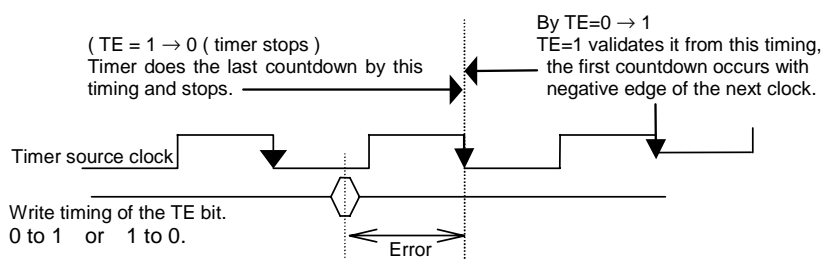 ( TE = 1 → 0 ( timer stops )
Timer does the last countdown by this
timing and stops.
By TE=0 → 1
TE=1 validates it from this timing,
the first countdown occurs with
negative edge of the next clock.
Timer source clock
Write timing of the TE bit.
0 to 1 or 1 to 0.
Error